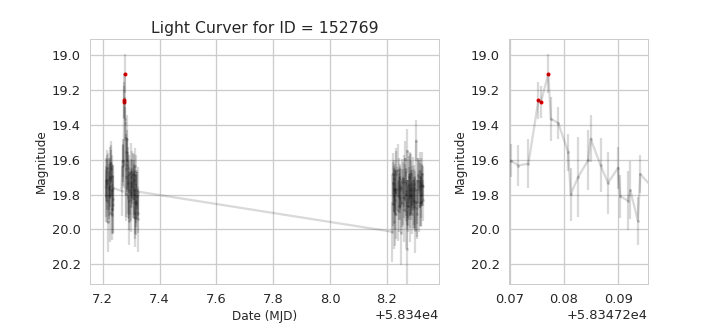 Light Curver for ID = 152769
Magnitude
19.0
19.2
19.4
19.6
19.8
20.0
20.2
7.2 7.4 7.6 7.8 8.0 8.2
Date (MJD)
+5.834e4
Magnitude
19.0
19.2
19.4
19.6
19.8
20.0
20.2
0.07 0.08 0.09
+5.83472e4